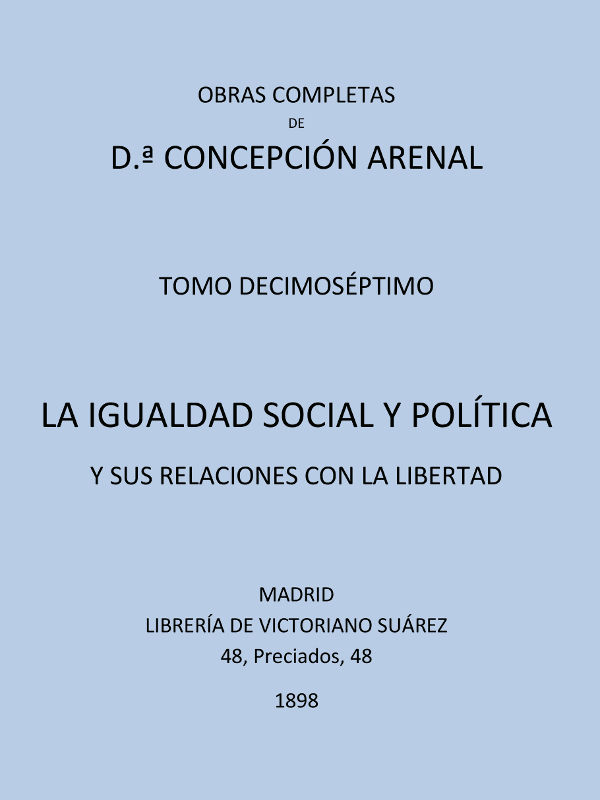 OBRAS COMPLETAS
DE
D.ª CONCEPCIÓN ARENAL
TOMO DECIMOSÉPTIMO
LA IGUALDAD SOCIAL Y POLÍTICA
Y SUS RELACIONES CON LA LIBERTAD
MADRID
LIBRERÍA DE VICTORIANO SUÁREZ
48, Preciados, 48
1898